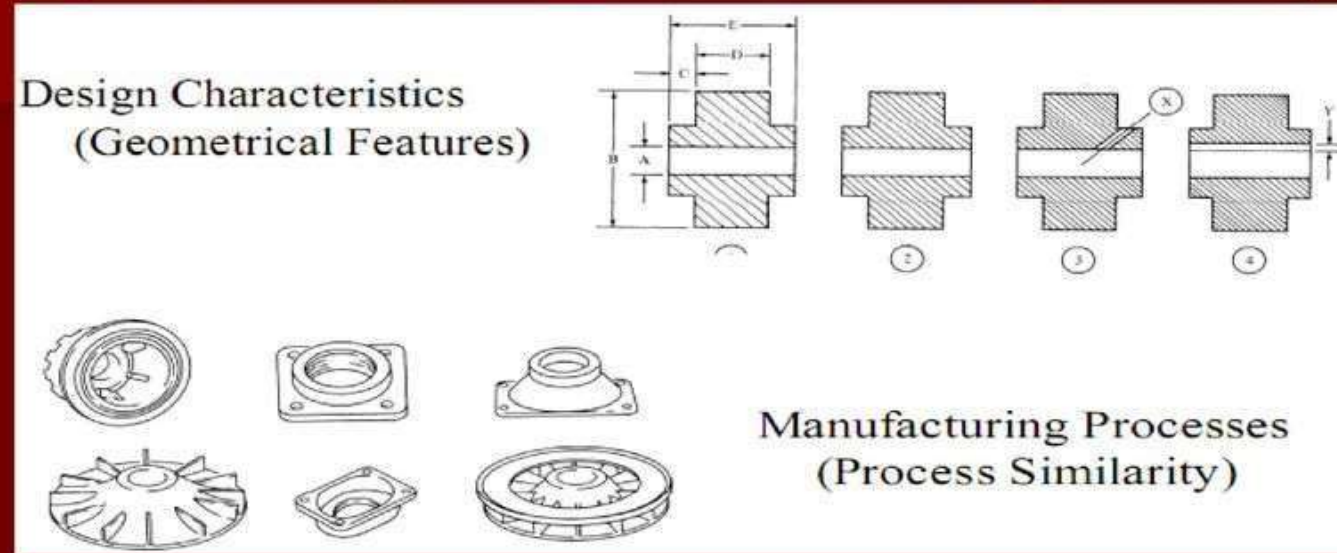 Design Characteristics
(Geometrical Features)
E
D
C
B
A
X
Y
2
3
4
Manufacturing Processes
(Process Similarity)